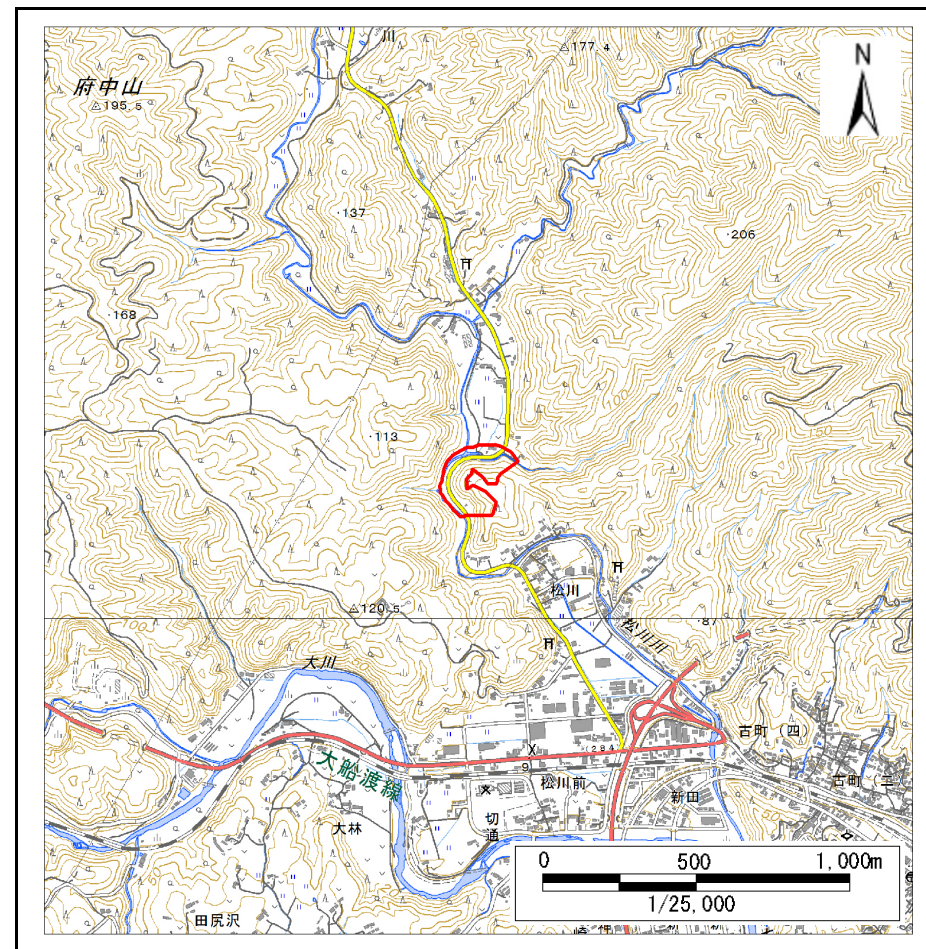 川
177.4
N
府中山
195.5
137
206
168
113
松川
120.5
松川川
87
大川
古町(四)
(284)
大船渡線
9
松川前
古町(二)
新田
大林
切通
0 500 1,000m
1/25,000
田尻沢